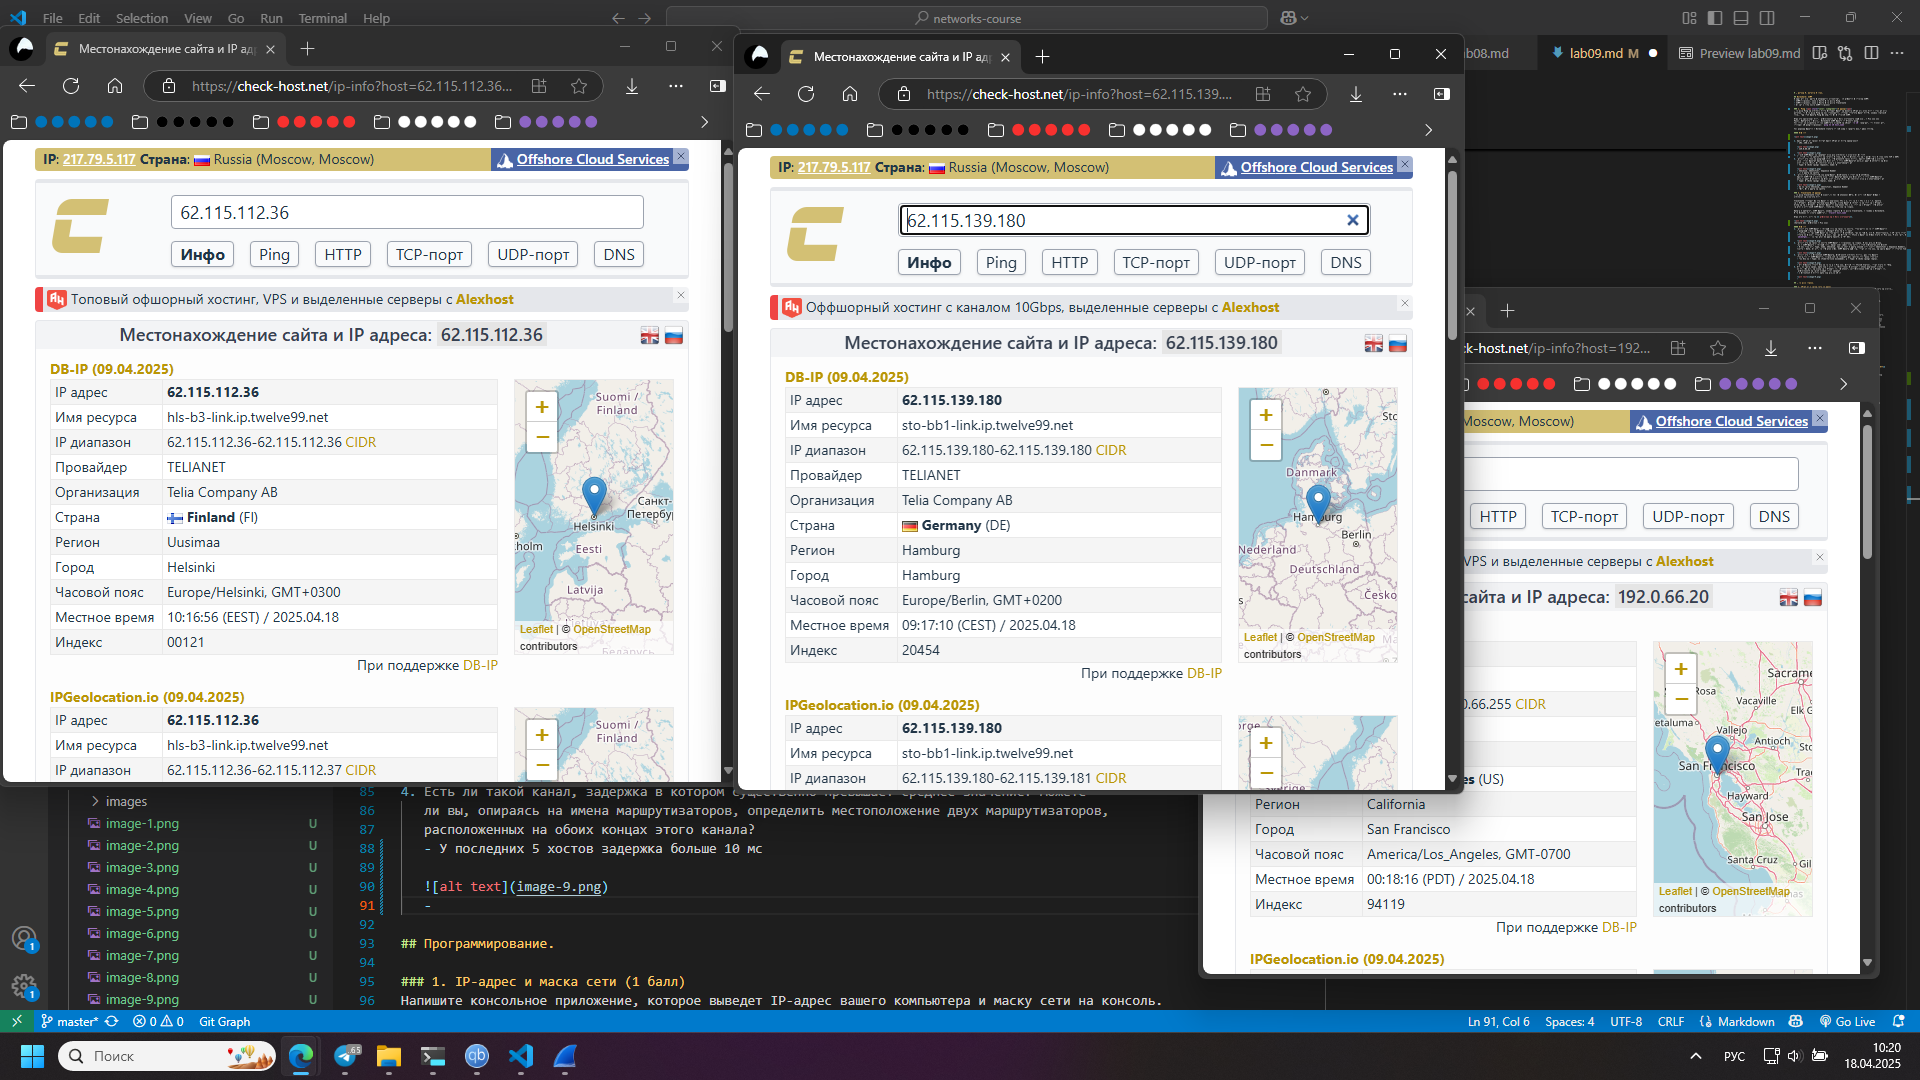 File Edit Selection View Go Run Terminal Help
networks-course
lab08.md
lab09.md M
Preview lab09.md
Местонахождение сайта и IP ад
https://check-host.net/ip-info?host=62.115.112.36...
IP: 217.79.5.117 Страна: Russia (Moscow, Moscow)
Offshore Cloud Services
62.115.112.36
Инфо Ping HTTP TCP-порт UDP-порт DNS
Топовый офшорный хостинг, VPS и выделенные серверы с Alexhost
Местонахождение сайта и IP адреса: 62.115.112.36
DB-IP (09.04.2025)
IP адрес 62.115.112.36
Имя ресурса hls-b3-link.ip.twelve99.net
IP диапазон 62.115.112.36-62.115.112.36 CIDR
Провайдер TELIANET
Организация Telia Company AB
Страна Finland (FI)
Регион Uusimaa
Город Helsinki
Часовой пояс Europe/Helsinki, GMT+0300
Местное время 10:16:56 (EEST) / 2025.04.18
Индекс 00121
При поддержке DB-IP
+
−
Suomi /
Finland
Санкт-
Петербур
Helsinki
Eesti
Latvija
Leaflet | © OpenStreetMap
contributors
IPGeolocation.io (09.04.2025)
IP адрес 62.115.112.36
Имя ресурса hls-b3-link.ip.twelve99.net
IP диапазон 62.115.112.36-62.115.112.37 CIDR
+
−
Suomi /
Finland
Местонахождение сайта и IP ад
https://check-host.net/ip-info?host=62.115.139....
IP: 217.79.5.117 Страна: Russia (Moscow, Moscow)
Offshore Cloud Services
62.115.139.180
Инфо Ping HTTP TCP-порт UDP-порт DNS
Оффшорный хостинг с каналом 10Gbps, выделенные серверы с Alexhost
Местонахождение сайта и IP адреса: 62.115.139.180
DB-IP (09.04.2025)
IP адрес 62.115.139.180
Имя ресурса sto-bb1-link.ip.twelve99.net
IP диапазон 62.115.139.180-62.115.139.180 CIDR
Провайдер TELIANET
Организация Telia Company AB
Страна Germany (DE)
Регион Hamburg
Город Hamburg
Часовой пояс Europe/Berlin, GMT+0200
Местное время 09:17:10 (CEST) / 2025.04.18
Индекс 20454
При поддержке DB-IP
+
−
Danmark
Hamburg
Berlin
Nederland
Deutschland
Česko
Leaflet | © OpenStreetMap
contributors
IPGeolocation.io (09.04.2025)
IP адрес 62.115.139.180
Имя ресурса sto-bb1-link.ip.twelve99.net
IP диапазон 62.115.139.180-62.115.139.181 CIDR
+
−
ck-host.net/ip-info?host=192...
Moscow, Moscow)
Offshore Cloud Services
HTTP TCP-порт UDP-порт DNS
VPS и выделенные серверы с Alexhost
сайта и IP адреса: 192.0.66.20
0.66.255 CIDR
es (US)
Регион California
Город San Francisco
Часовой пояс America/Los_Angeles, GMT-0700
Местное время 00:18:16 (PDT) / 2025.04.18
Индекс 94119
При поддержке DB-IP
+
−
Sacrame
Rosa
Vacaville
Elk G
etaluma
Vallejo
Antioch
San Francisco
Hayward
San Jose
Santa Cruz
Leaflet | © OpenStreetMap
contributors
IPGeolocation.io (09.04.2025)
images
image-1.png U
image-2.png U
image-3.png U
image-4.png U
image-5.png U
image-6.png U
image-7.png U
image-8.png U
image-9.png U
85 4. Есть ли такой канал, задержка в котором существенно превышает среднее значение? Можете
86 ли вы, опираясь на имена маршрутизаторов, определить местоположение двух маршрутизаторов,
87 расположенных на обоих концах этого канала?
88 - У последних 5 хостов задержка больше 10 мс
89
90 ![alt text](image-9.png)
91 -
92
93 ## Программирование.
94
95 ### 1. IP-адрес и маска сети (1 балл)
96 Напишите консольное приложение, которое выведет IP-адрес вашего компьютера и маску сети на консоль.
master* 0 0 Git Graph
Ln 91, Col 6 Spaces: 4 UTF-8 CRLF Markdown Go Live
Поиск
РУС
10:20
18.04.2025